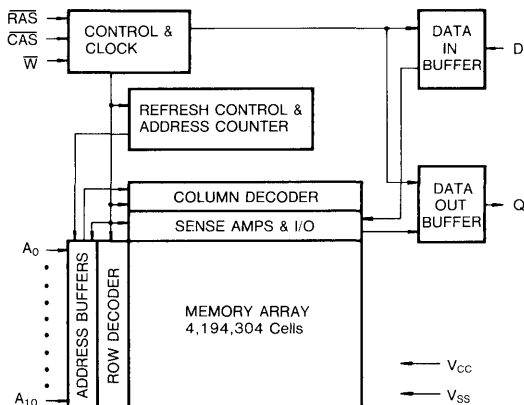 RAS
CAS
W
CONTROL &
CLOCK
DATA
IN
BUFFER
D
REFRESH CONTROL &
ADDRESS COUNTER
COLUMN DECODER
SENSE AMPS & I/O
DATA
OUT
BUFFER
Q
A0
A10
ADDRESS BUFFERS
ROW DECODER
MEMORY ARRAY
4,194,304 Cells
VCC
VSS